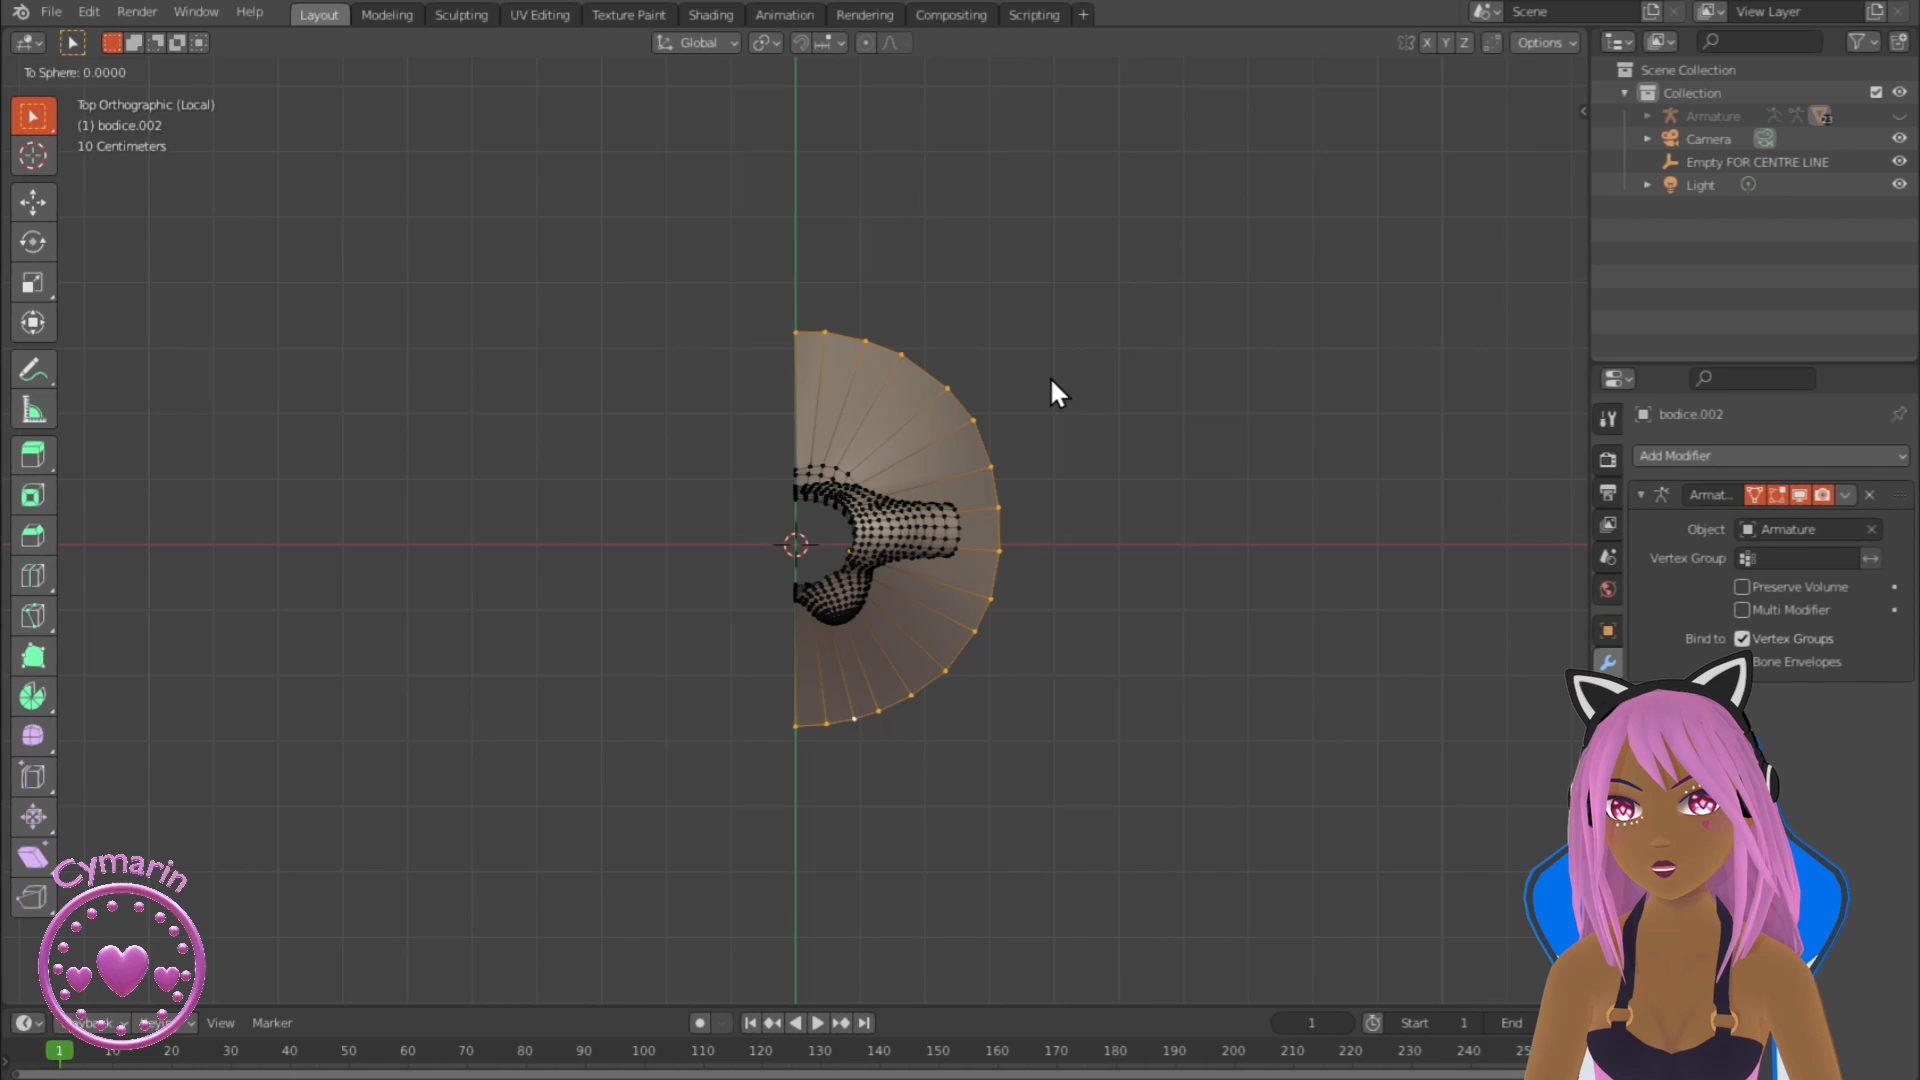 File Edit Render Window Help
Layout Modeling Sculpting UV Editing Texture Paint Shading Animation Rendering Compositing Scripting +
Scene
View Layer
Global
X Y Z
Options
To Sphere: 0.0000
Top Orthographic (Local)
(1) bodice.002
10 Centimeters
Scene Collection
Collection
Armature
Camera
Empty FOR CENTRE LINE
Light
bodice.002
Add Modifier
Armat...
Object
Armature
Vertex Group
Preserve Volume
Multi Modifier
Bind to
Vertex Groups
Bone Envelopes
Cymarin
View Marker
1
Start 1
End
1 10 20 30 40 50 60 70 80 90 100 110 120 130 140 150 160 170 180 190 200 210 220 230 240